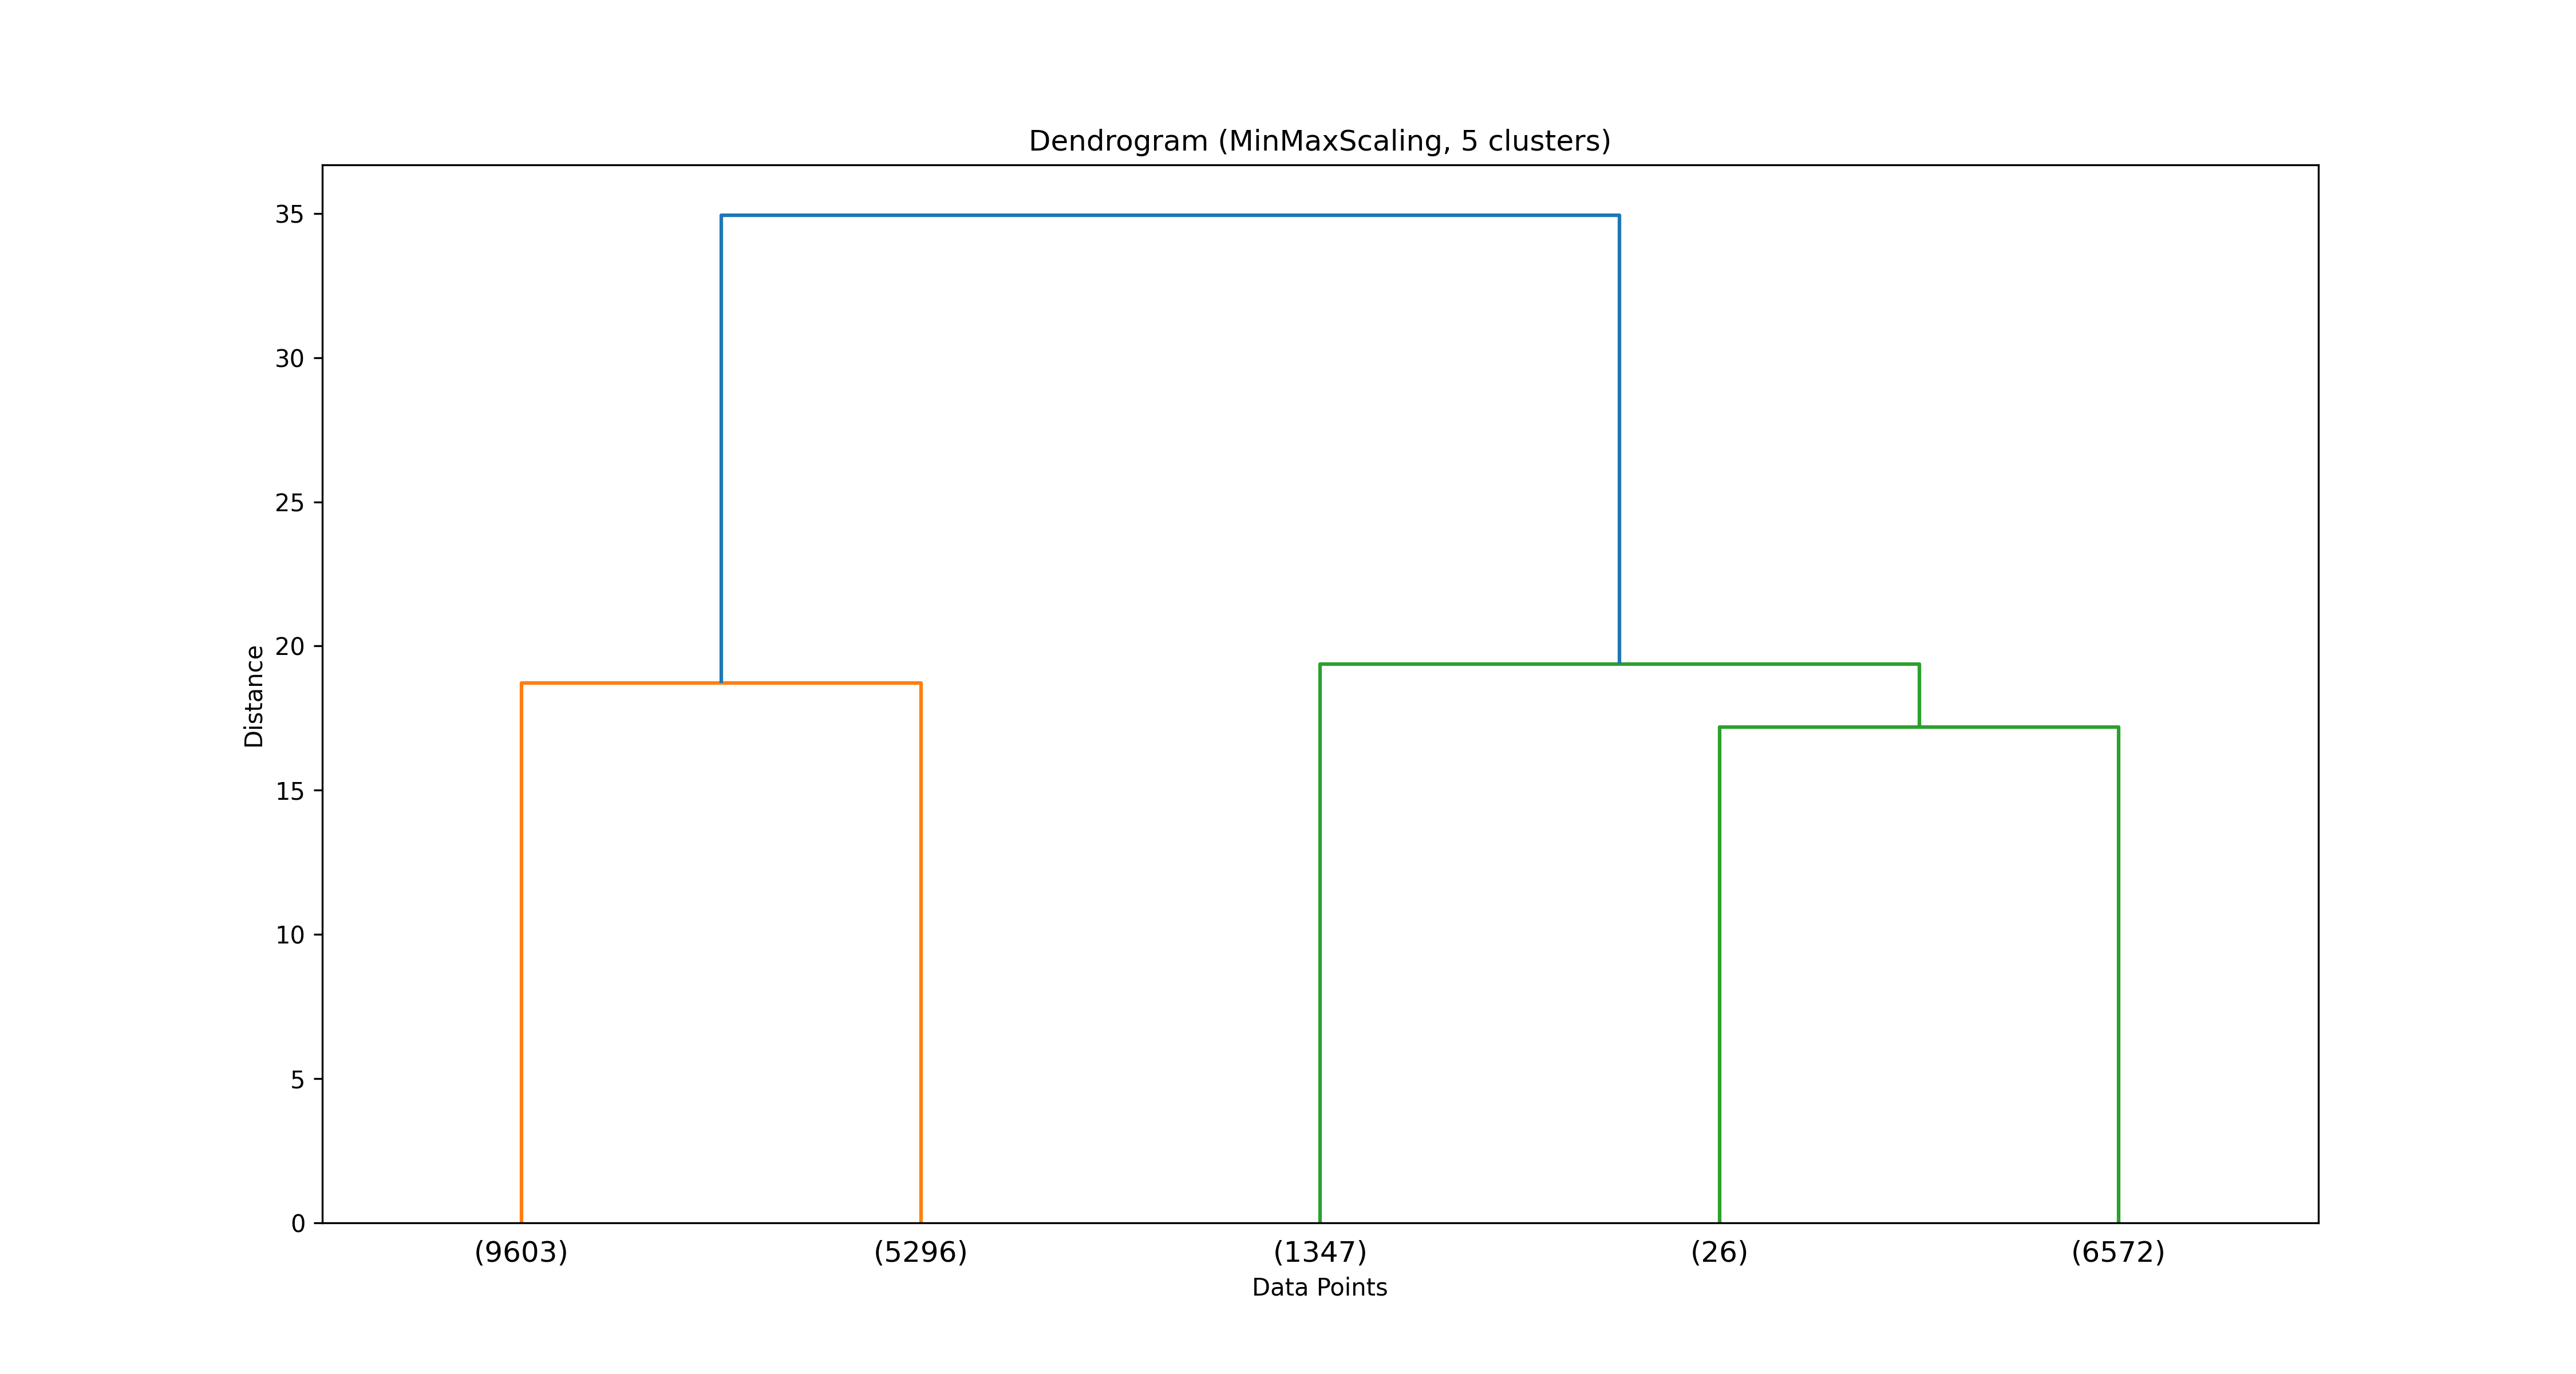 Dendrogram (MinMaxScaling, 5 clusters)
35
30
25
20
15
10
5
0
Distance
(9603) (5296) (1347) (26) (6572)
Data Points